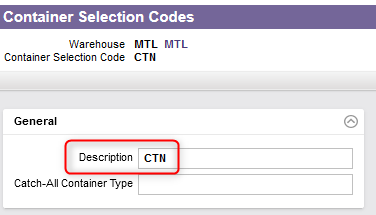 Container Selection Codes
Warehouse MTL MTL
Container Selection Code CTN
General
Description CTN
Catch-All Container Type